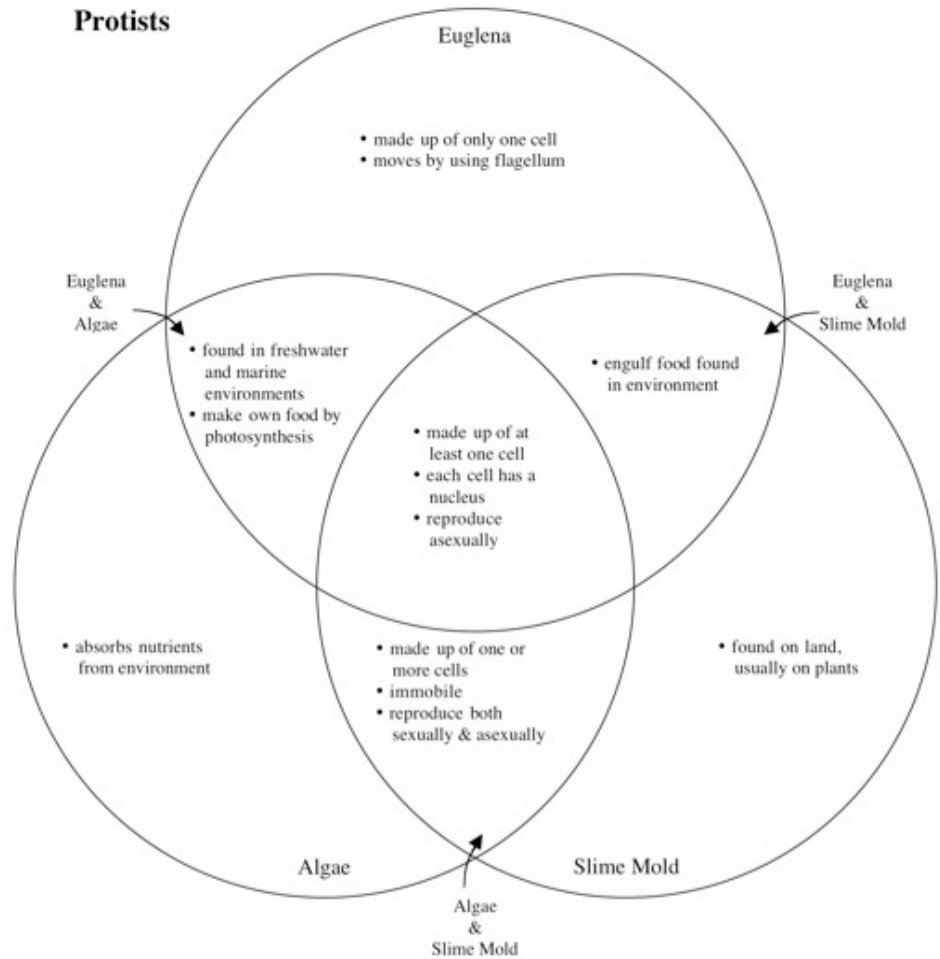 Protists
Euglena
• made up of only one cell
• moves by using flagellum
Euglena
&
Algae
Euglena
&
Slime Mold
• found in freshwater
and marine
environments
• make own food by
photosynthesis
• engulf food found
in environment
• made up of at
least one cell
• each cell has a
nucleus
• reproduce
asexually
• absorbs nutrients
from environment
• made up of one or
more cells
• immobile
• reproduce both
sexually & asexually
• found on land,
usually on plants
Algae
Slime Mold
Algae
&
Slime Mold